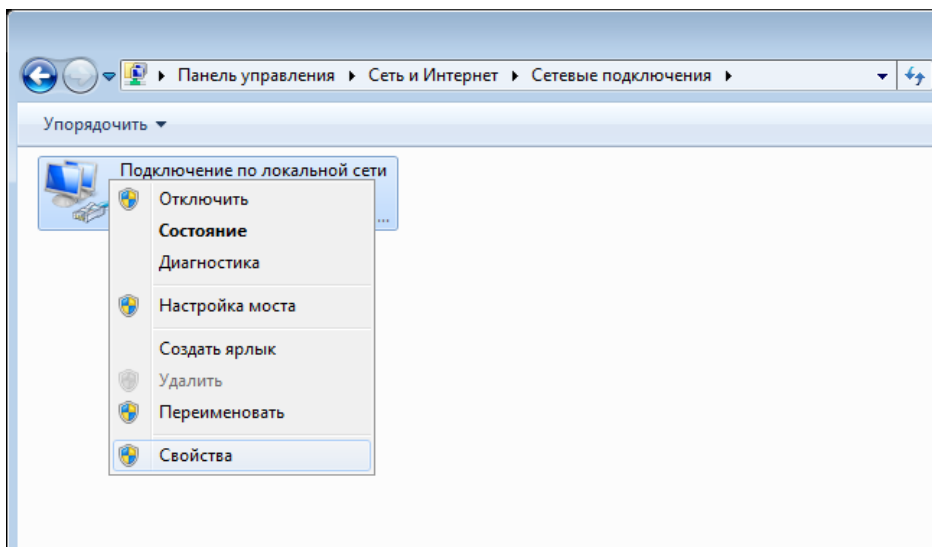 Панель управления Сеть и Интернет Сетевые подключения
Упорядочить
Подключение по локальной сети
...
Отключить
Состояние
Диагностика
Настройка моста
Создать ярлык
Удалить
Переименовать
Свойства